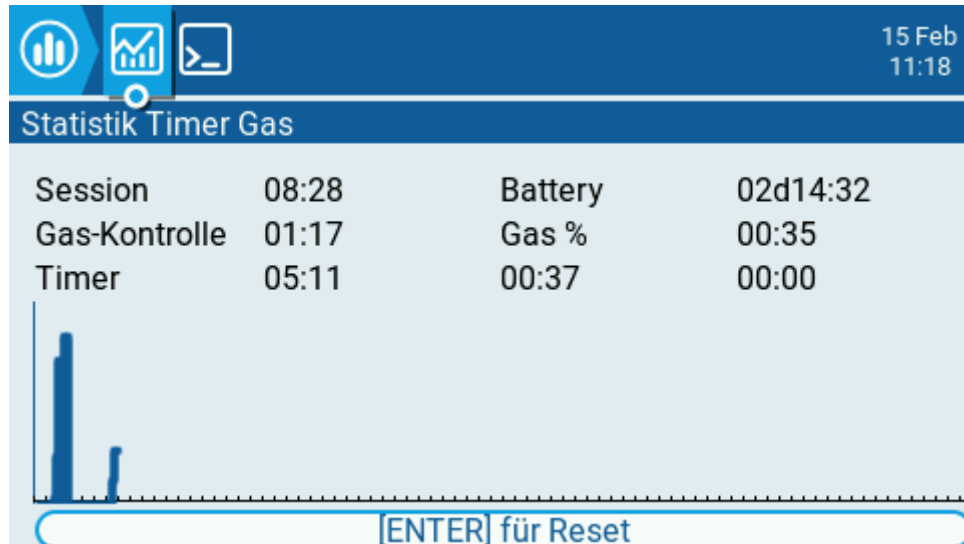 15 Feb
11:18
Statistik Timer Gas
Session 08:28 Battery 02d14:32
Gas-Kontrolle 01:17 Gas % 00:35
Timer 05:11 00:37 00:00
[ENTER] für Reset